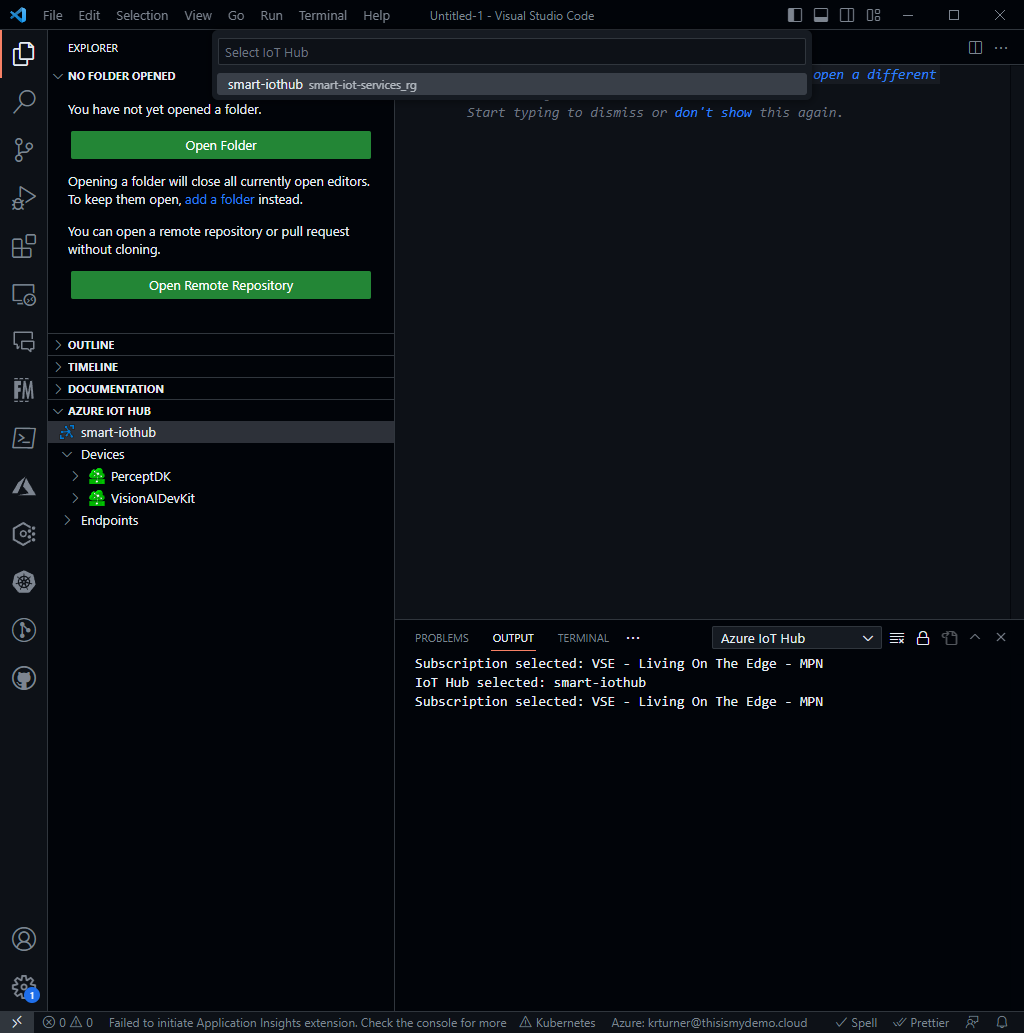 File Edit Selection View Go Run Terminal Help Untitled-1 - Visual Studio Code
EXPLORER
Select IoT Hub
smart-iothub smart-iot-services_rg
NO FOLDER OPENED
You have not yet opened a folder.
Open Folder
Opening a folder will close all currently open editors.
To keep them open, add a folder instead.
You can open a remote repository or pull request
without cloning.
Open Remote Repository
OUTLINE
TIMELINE
DOCUMENTATION
AZURE IOT HUB
smart-iothub
Devices
PerceptDK
VisionAIDevKit
Endpoints
FM
1
open a different
Start typing to dismiss or don't show this again.
PROBLEMS OUTPUT TERMINAL ··· Azure IoT Hub
Subscription selected: VSE - Living On The Edge - MPN
IoT Hub selected: smart-iothub
Subscription selected: VSE - Living On The Edge - MPN
0 0 Failed to initiate Application Insights extension. Check the console for more Kubernetes Azure: krturner@thisismydemo.cloud Spell Prettier